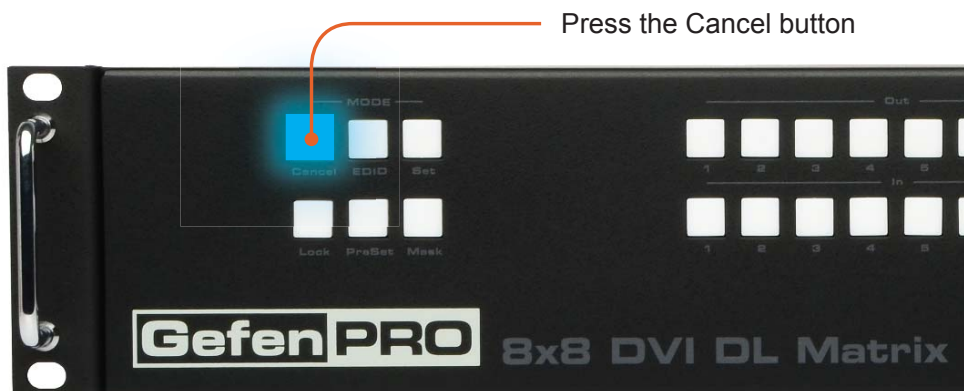 Press the Cancel button
MODE
Out
Cancel EDID Set
1 2 3 4 5
In
Lock PreSet Mask
1 2 3 4 5
GefenPRO 8x8 DVI DL Matrix